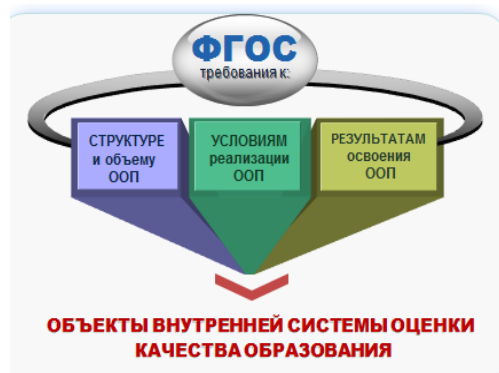 ФГОС
требования к:
СТРУКТУРЕ
и объему
ООП
УСЛОВИЯМ
реализации
ООП
РЕЗУЛЬТАТАМ
освоения
ООП
ОБЪЕКТЫ ВНУТРЕННЕЙ СИСТЕМЫ ОЦЕНКИ
КАЧЕСТВА ОБРАЗОВАНИЯ